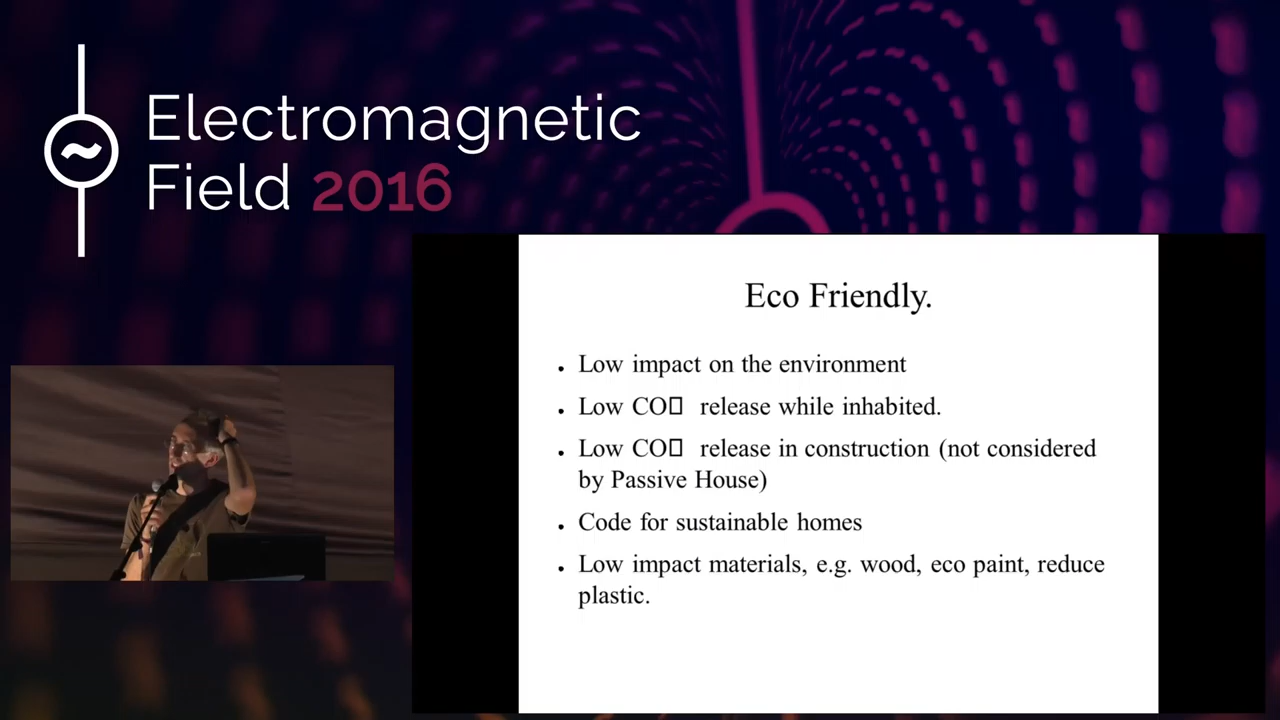 Electromagnetic
Field 2016
Eco Friendly.
• Low impact on the environment
• Low CO□ release while inhabited.
• Low CO□ release in construction (not considered
by Passive House)
• Code for sustainable homes
• Low impact materials, e.g. wood, eco paint, reduce
plastic.